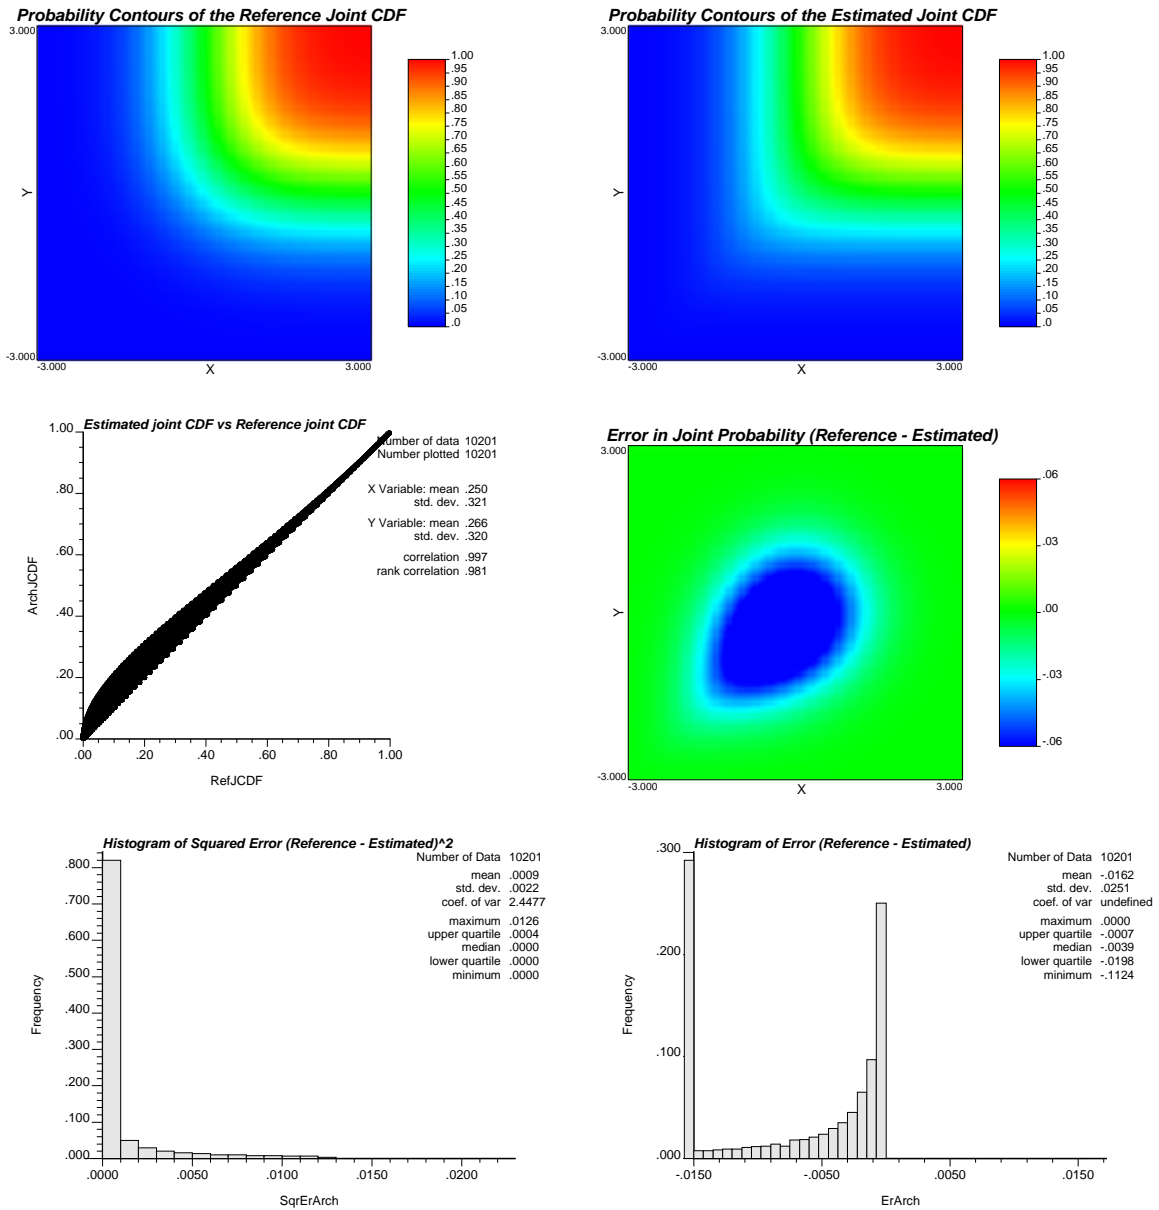 Probability Contours of the Reference Joint CDF
3.000
Y
-3.000
-3.000
X
3.000
1.00
.95
.90
.85
.80
.75
.70
.65
.60
.55
.50
.45
.40
.35
.30
.25
.20
.15
.10
.05
.0
Probability Contours of the Estimated Joint CDF
3.000
Y
-3.000
-3.000
X
3.000
1.00
.95
.90
.85
.80
.75
.70
.65
.60
.55
.50
.45
.40
.35
.30
.25
.20
.15
.10
.05
.0
Estimated joint CDF vs Reference joint CDF
Number of data 10201
Number plotted 10201
X Variable: mean .250
std. dev. .321
Y Variable: mean .266
std. dev. .320
correlation .997
rank correlation .981
1.00
.80
.60
.40
.20
.00
ArchJCDF
.00 .20 .40 .60 .80 1.00
RefJCDF
Error in Joint Probability (Reference - Estimated)
3.000
Y
-3.000
-3.000
X
3.000
.06
.03
.00
-.03
-.06
Histogram of Squared Error (Reference - Estimated)^2
Number of Data 10201
mean .0009
std. dev. .0022
coef. of var 2.4477
maximum .0126
upper quartile .0004
median .0000
lower quartile .0000
minimum .0000
.800
.700
.600
.500
.400
.300
.200
.100
.000
Frequency
.0000 .0050 .0100 .0150 .0200
SqrErArch
Histogram of Error (Reference - Estimated)
Number of Data 10201
mean -.0162
std. dev. .0251
coef. of var undefined
maximum .0000
upper quartile -.0007
median -.0039
lower quartile -.0198
minimum -.1124
.300
.200
.100
.000
Frequency
-.0150 -.0050 .0050 .0150
ErArch